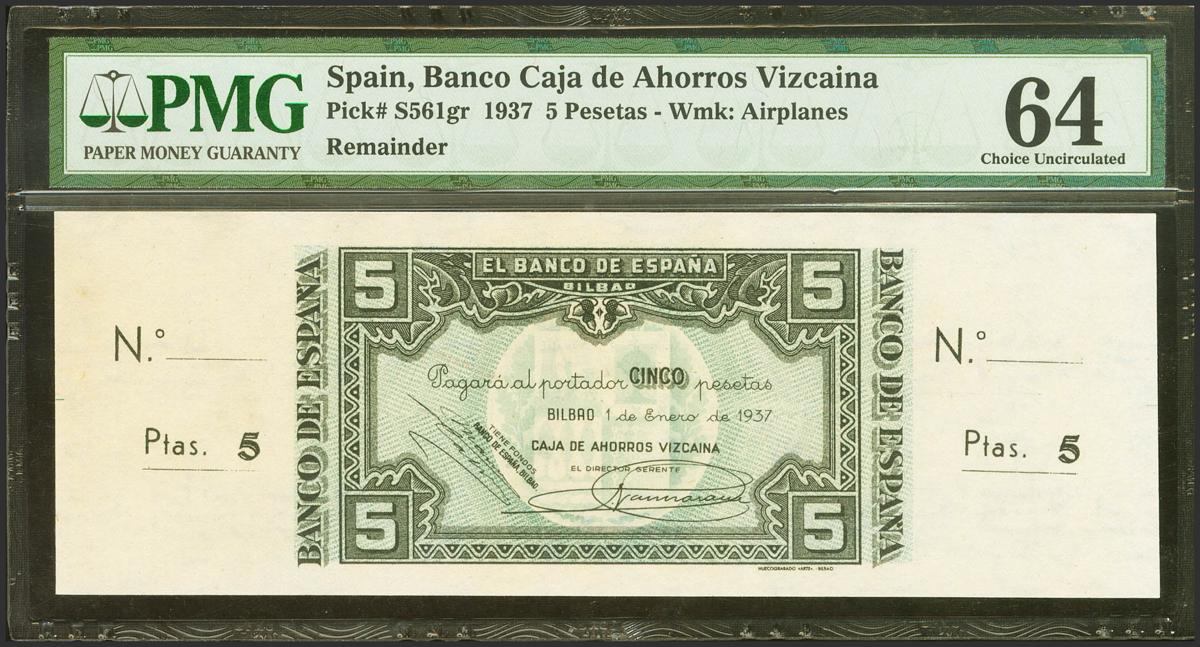 PMG
PAPER MONEY GUARANTY
Spain, Banco Caja de Ahorros Vizcaina
Pick# S561gr 1937 5 Pesetas - Wmk: Airplanes
Remainder
64
Choice Uncirculated
N.º
Ptas. 5
BANCO DE ESPAÑA
5
EL BANCO DE ESPAÑA
BILBAO
5
Pagará al portador CINCO pesetas
BILBAO 1 de Enero de 1937
CAJA DE AHORROS VIZCAINA
EL DIRECTOR GERENTE
TIENE FONDOS
BANCO DE ESPAÑA, BILBAO.
5
5
HUECOGRABADO «ARTE». - BILBAO
BANCO DE ESPAÑA
N.º
Ptas. 5